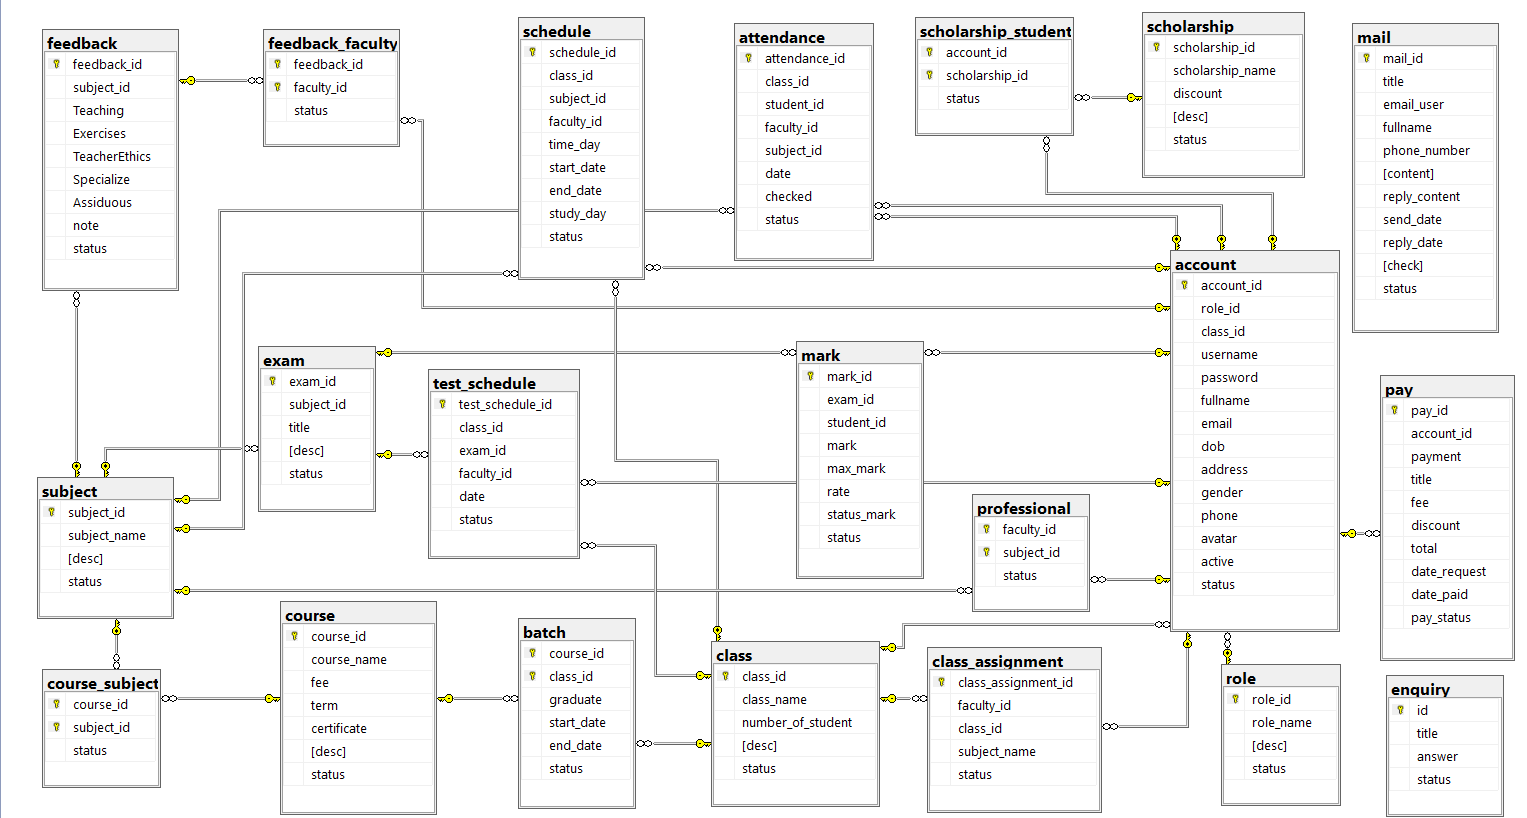 feedback
feedback_id
subject_id
Teaching
Exercises
TeacherEthics
Specialize
Assiduous
note
status
feedback_faculty
feedback_id
faculty_id
status
schedule
schedule_id
class_id
subject_id
faculty_id
time_day
start_date
end_date
study_day
status
attendance
attendance_id
class_id
student_id
faculty_id
subject_id
date
checked
status
scholarship_student
account_id
scholarship_id
status
scholarship
scholarship_id
scholarship_name
discount
[desc]
status
mail
mail_id
title
email_user
fullname
phone_number
[content]
reply_content
send_date
reply_date
[check]
status
account
account_id
role_id
class_id
username
password
fullname
email
dob
address
gender
phone
avatar
active
status
exam
exam_id
subject_id
title
[desc]
status
test_schedule
test_schedule_id
class_id
exam_id
faculty_id
date
status
mark
mark_id
exam_id
student_id
mark
max_mark
rate
status_mark
status
pay
pay_id
account_id
payment
title
fee
discount
total
date_request
date_paid
pay_status
subject
subject_id
subject_name
[desc]
status
professional
faculty_id
subject_id
status
course
course_id
course_name
fee
term
certificate
[desc]
status
batch
course_id
class_id
graduate
start_date
end_date
status
class
class_id
class_name
number_of_student
[desc]
status
class_assignment
class_assignment_id
faculty_id
class_id
subject_name
status
role
role_id
role_name
[desc]
status
enquiry
id
title
answer
status
course_subject
course_id
subject_id
status